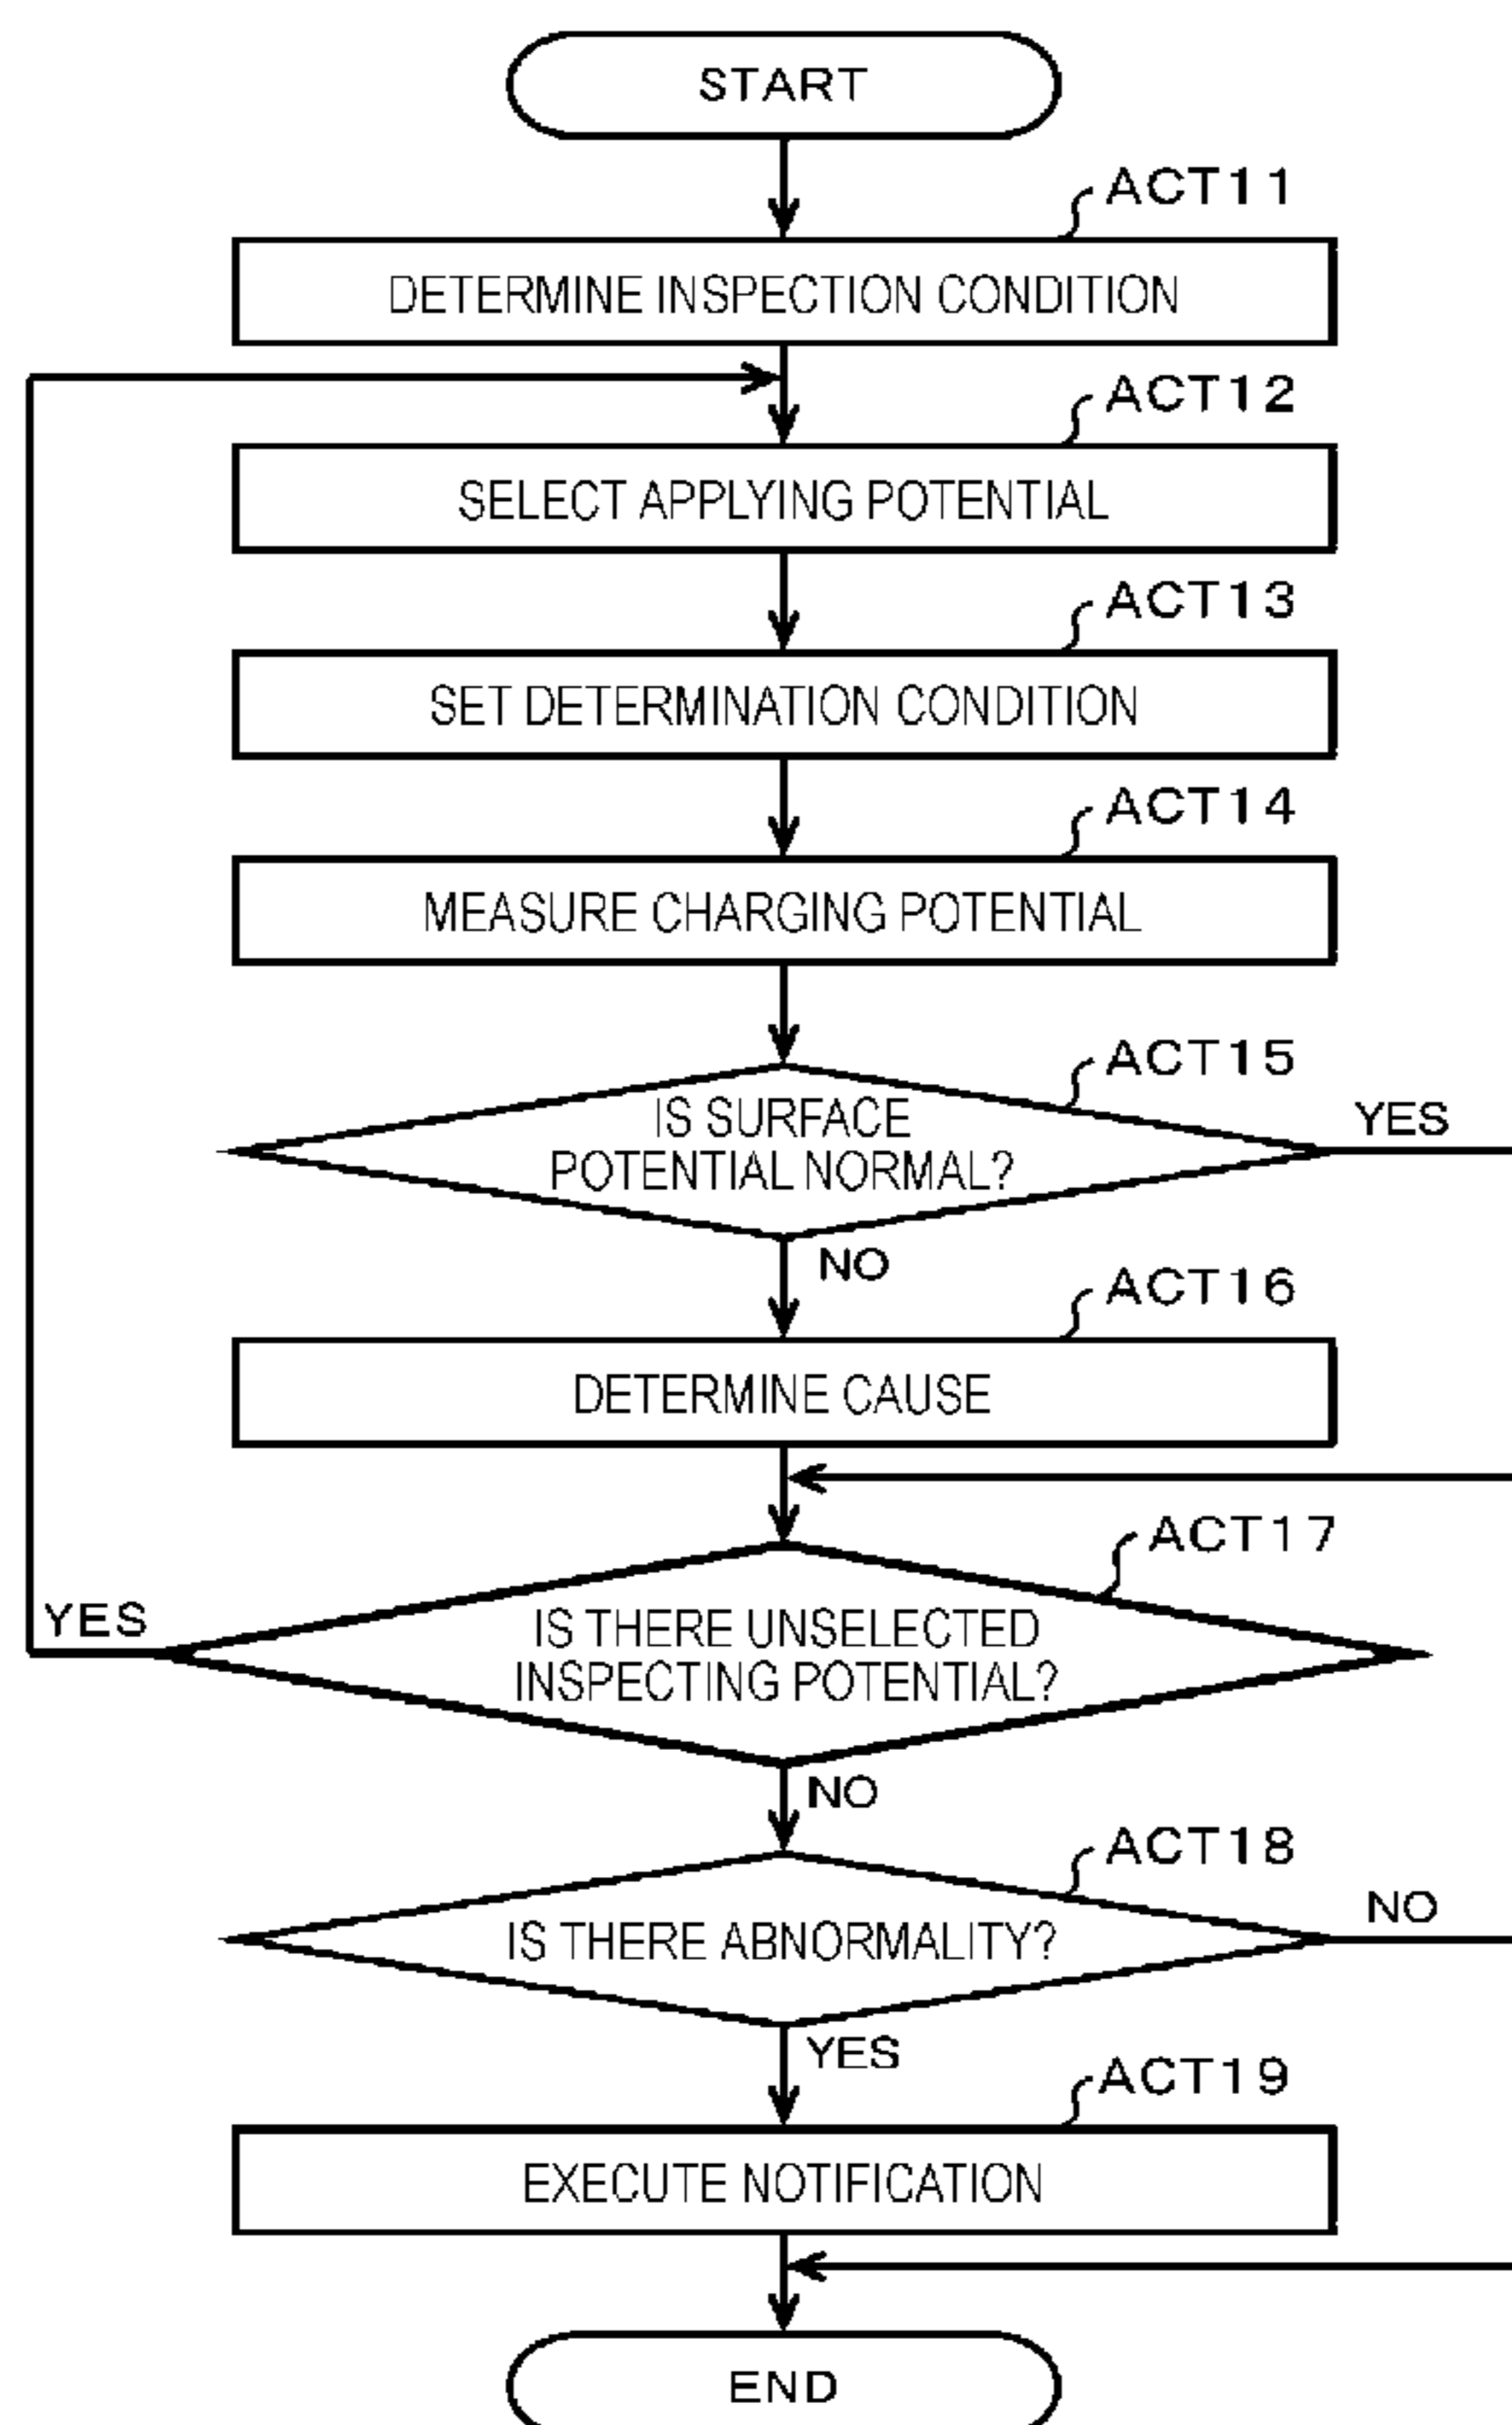 START
ACT11
DETERMINE INSPECTION CONDITION
ACT12
SELECT APPLYING POTENTIAL
ACT13
SET DETERMINATION CONDITION
ACT14
MEASURE CHARGING POTENTIAL
ACT15
IS SURFACE
POTENTIAL NORMAL?
YES
NO
ACT16
DETERMINE CAUSE
ACT17
YES
IS THERE UNSELECTED
INSPECTING POTENTIAL?
NO
ACT18
IS THERE ABNORMALITY?
NO
YES
ACT19
EXECUTE NOTIFICATION
END